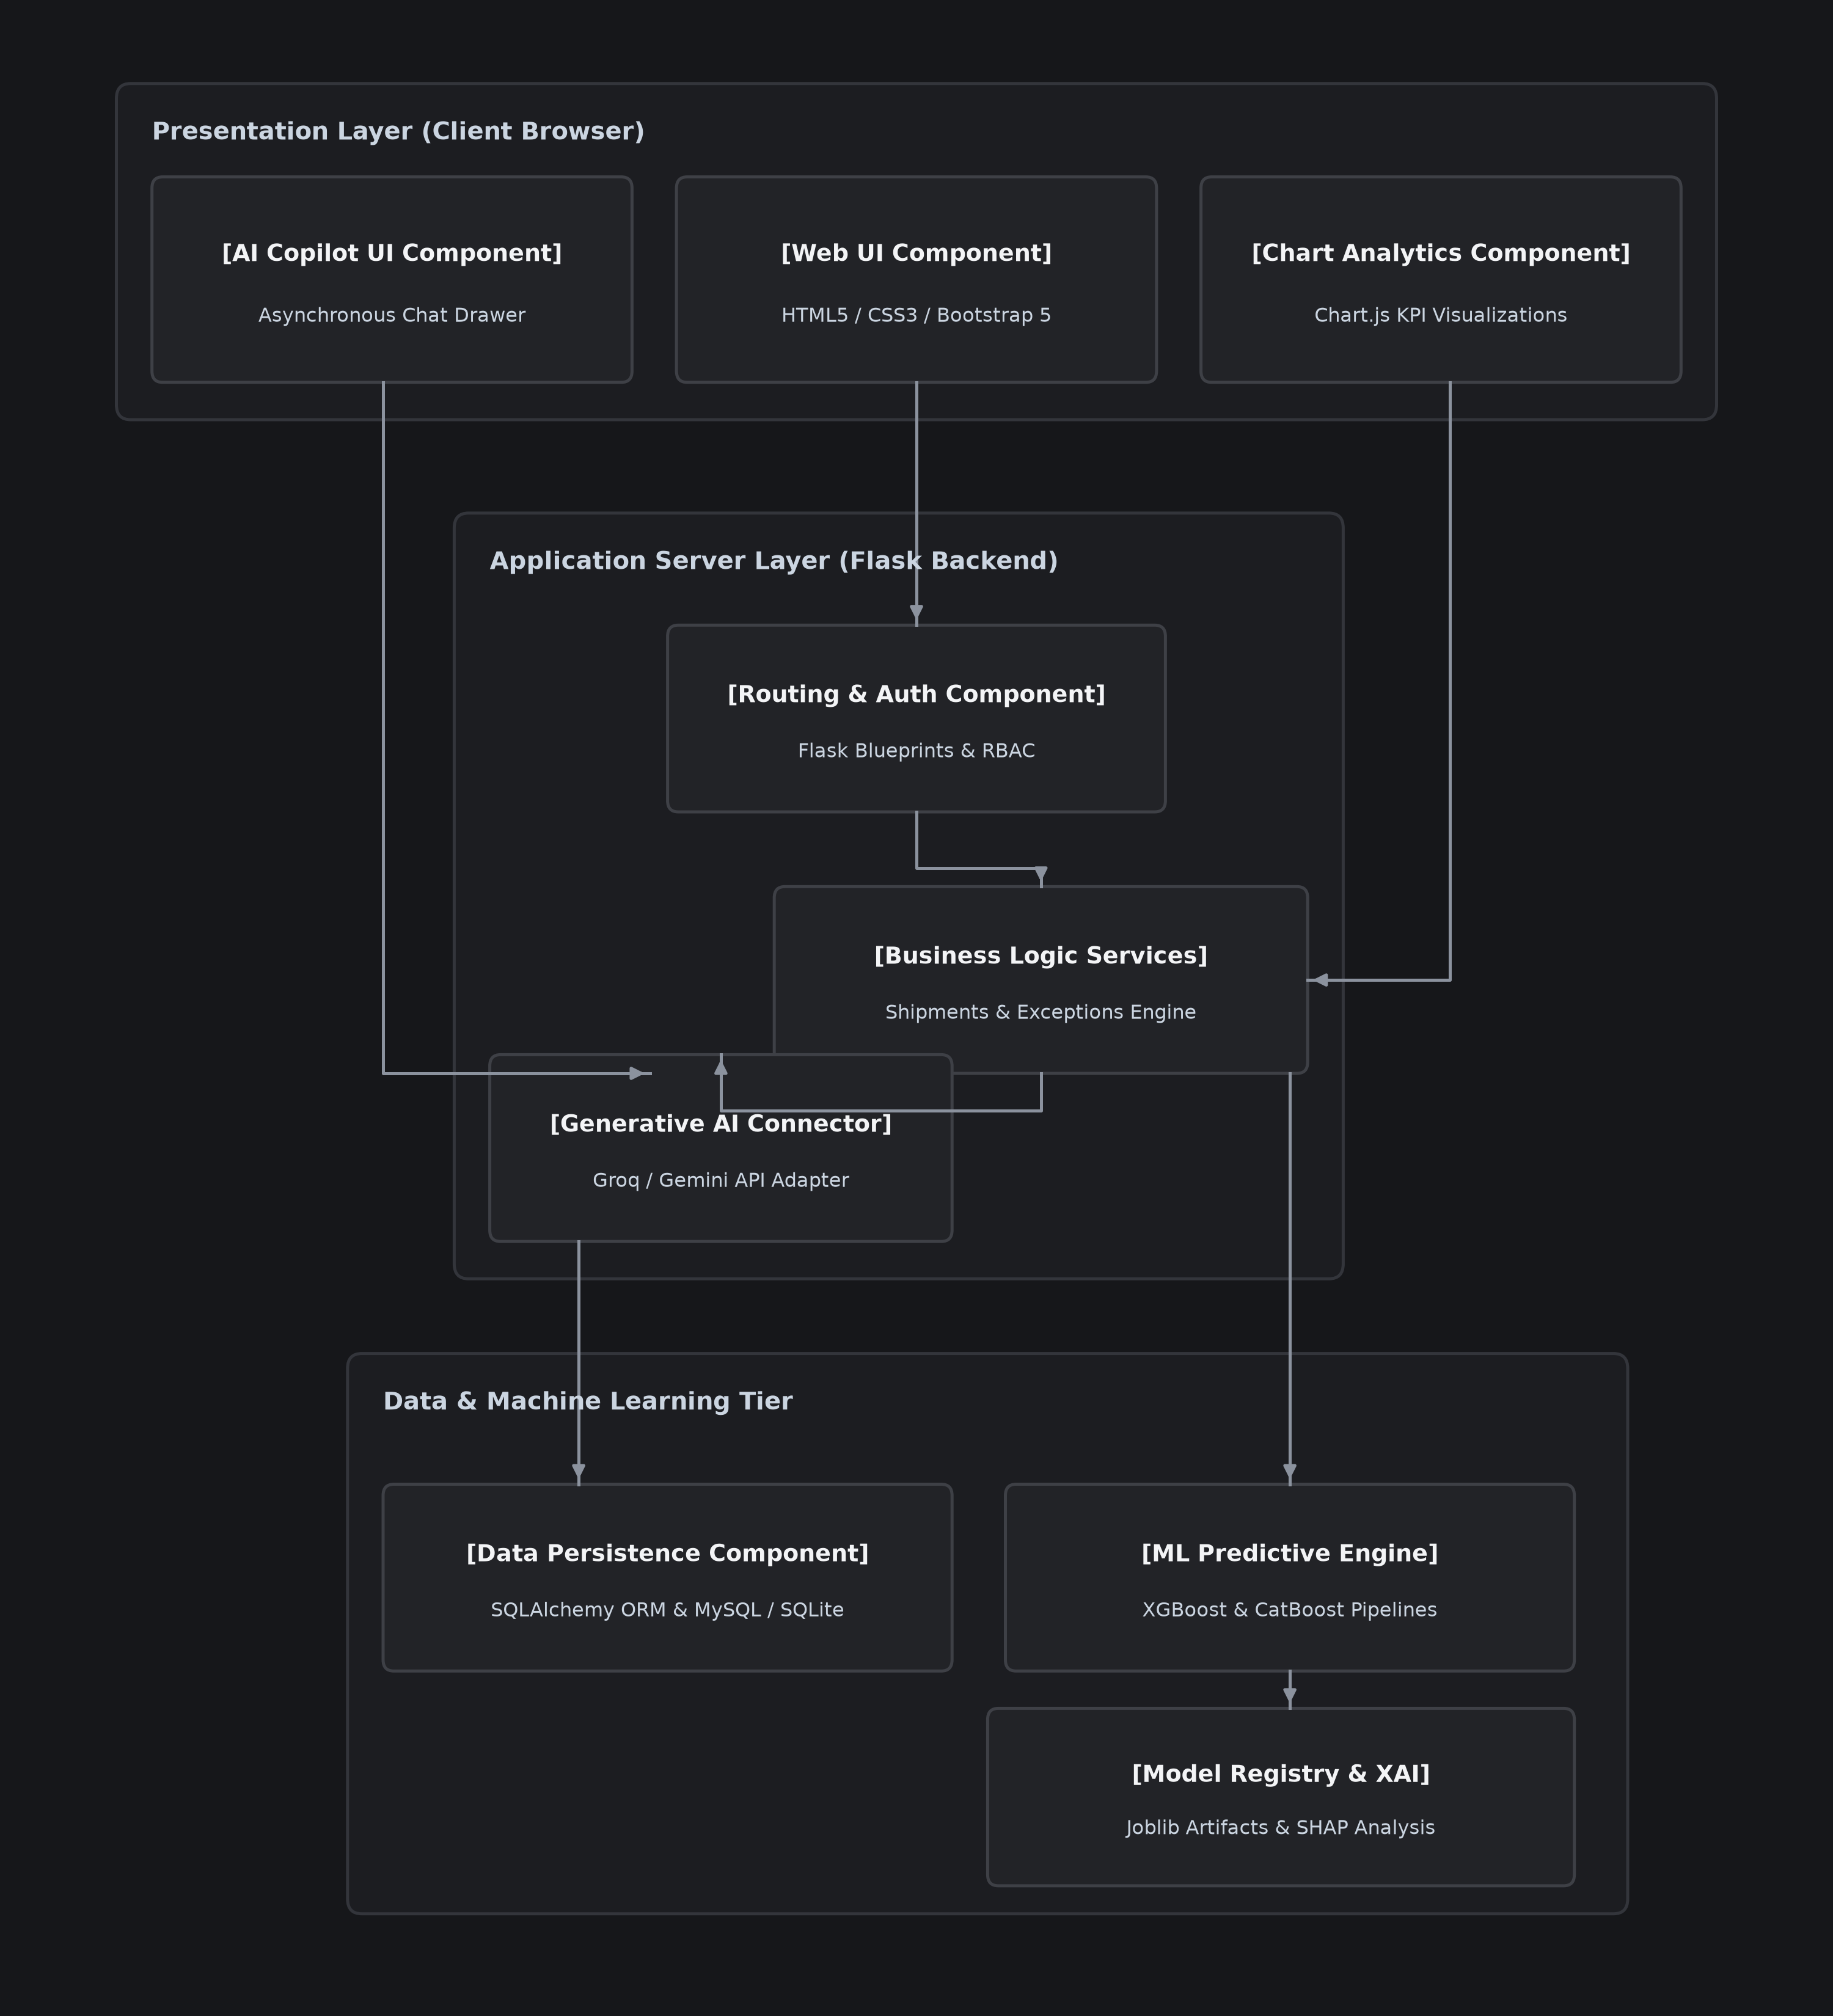 Presentation Layer (Client Browser)
[AI Copilot UI Component]
Asynchronous Chat Drawer
[Web UI Component]
HTML5 / CSS3 / Bootstrap 5
[Chart Analytics Component]
Chart.js KPI Visualizations
Application Server Layer (Flask Backend)
[Routing & Auth Component]
Flask Blueprints & RBAC
[Business Logic Services]
Shipments & Exceptions Engine
[Generative AI Connector]
Groq / Gemini API Adapter
Data & Machine Learning Tier
[Data Persistence Component]
SQLAlchemy ORM & MySQL / SQLite
[ML Predictive Engine]
XGBoost & CatBoost Pipelines
[Model Registry & XAI]
Joblib Artifacts & SHAP Analysis